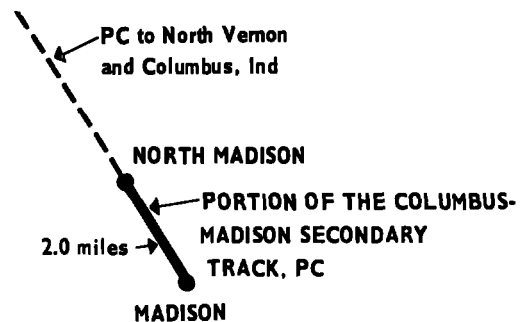 PC to North Vernon
and Columbus, Ind
NORTH MADISON
PORTION OF THE COLUMBUS-
MADISON SECONDARY
TRACK, PC
2.0 miles
MADISON